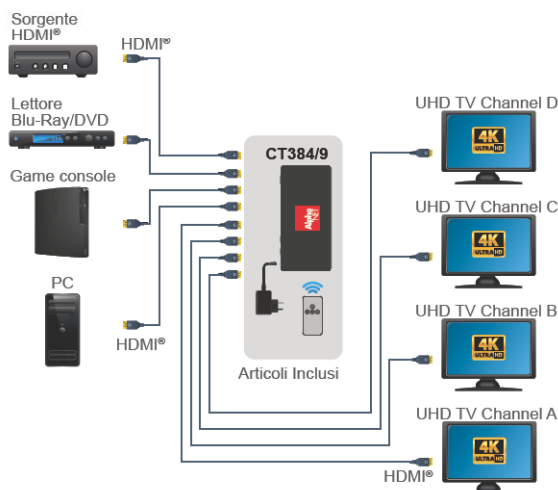 Sorgente
HDMI®
HDMI®
Lettore
Blu-Ray/DVD
Game console
PC
HDMI®
CT384/9
Alpha
Articoli Inclusi
UHD TV Channel D
4K
ULTRA HD
UHD TV Channel C
4K
ULTRA HD
UHD TV Channel B
4K
ULTRA HD
UHD TV Channel A
4K
ULTRA HD
HDMI®